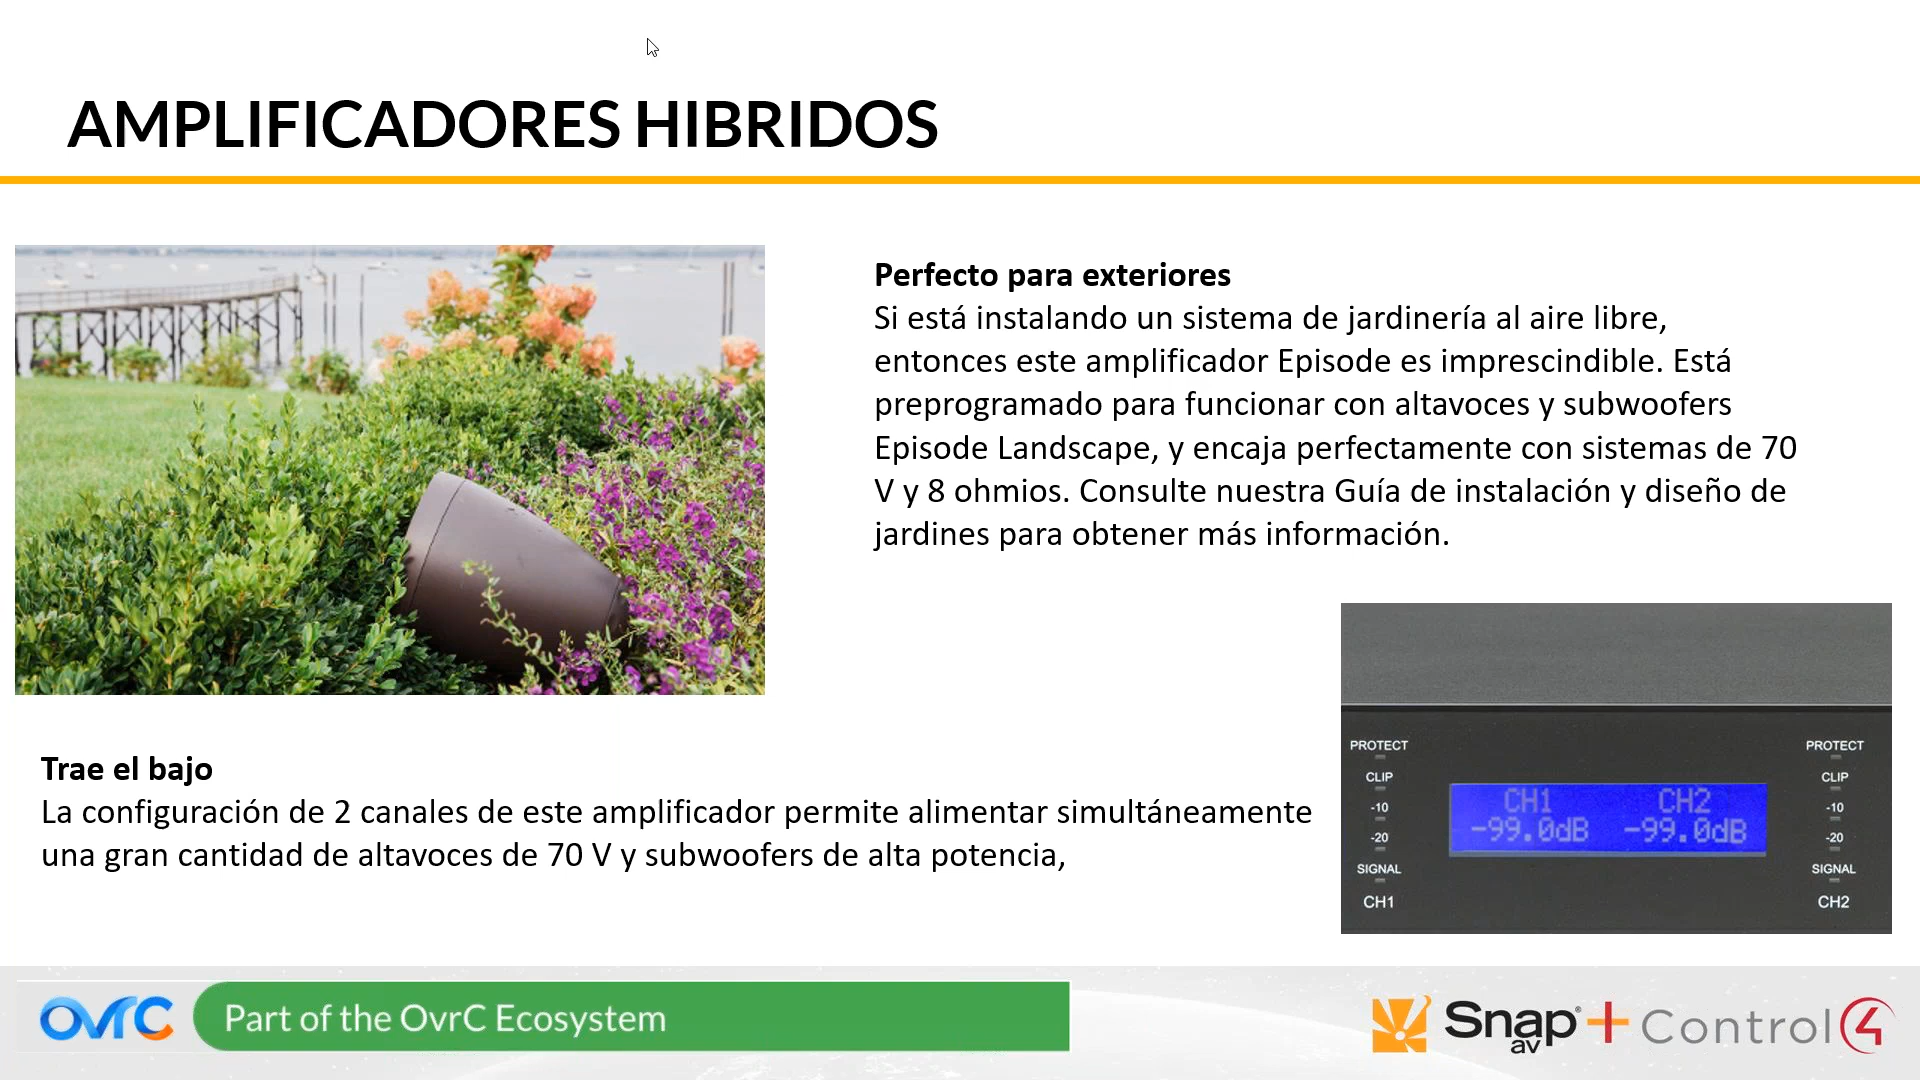 AMPLIFICADORES HIBRIDOS
Perfecto para exteriores
Si está instalando un sistema de jardinería al aire libre,
entonces este amplificador Episode es imprescindible. Está
preprogramado para funcionar con altavoces y subwoofers
Episode Landscape, y encaja perfectamente con sistemas de 70
V y 8 ohmios. Consulte nuestra Guía de instalación y diseño de
jardines para obtener más información.
Trae el bajo
La configuración de 2 canales de este amplificador permite alimentar simultáneamente
una gran cantidad de altavoces de 70 V y subwoofers de alta potencia,
PROTECT
CLIP
-10
-20
SIGNAL
CH1
CH1 CH2
-99.0dB -99.0dB
PROTECT
CLIP
-10
-20
SIGNAL
CH2
OvrC
Part of the OvrC Ecosystem
Snap av + Control4